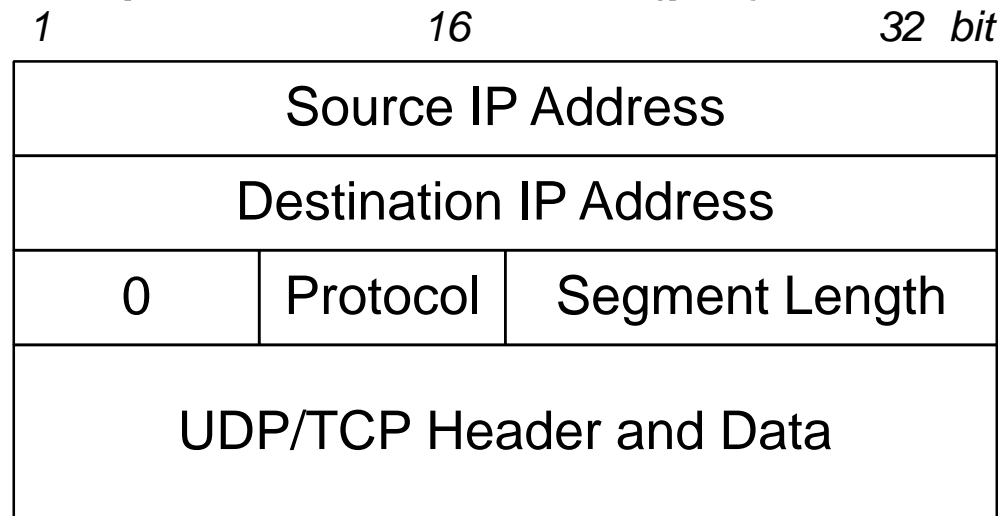 1 16 32 bit
Source IP Address
Destination IP Address
0 Protocol Segment Length
UDP/TCP Header and Data